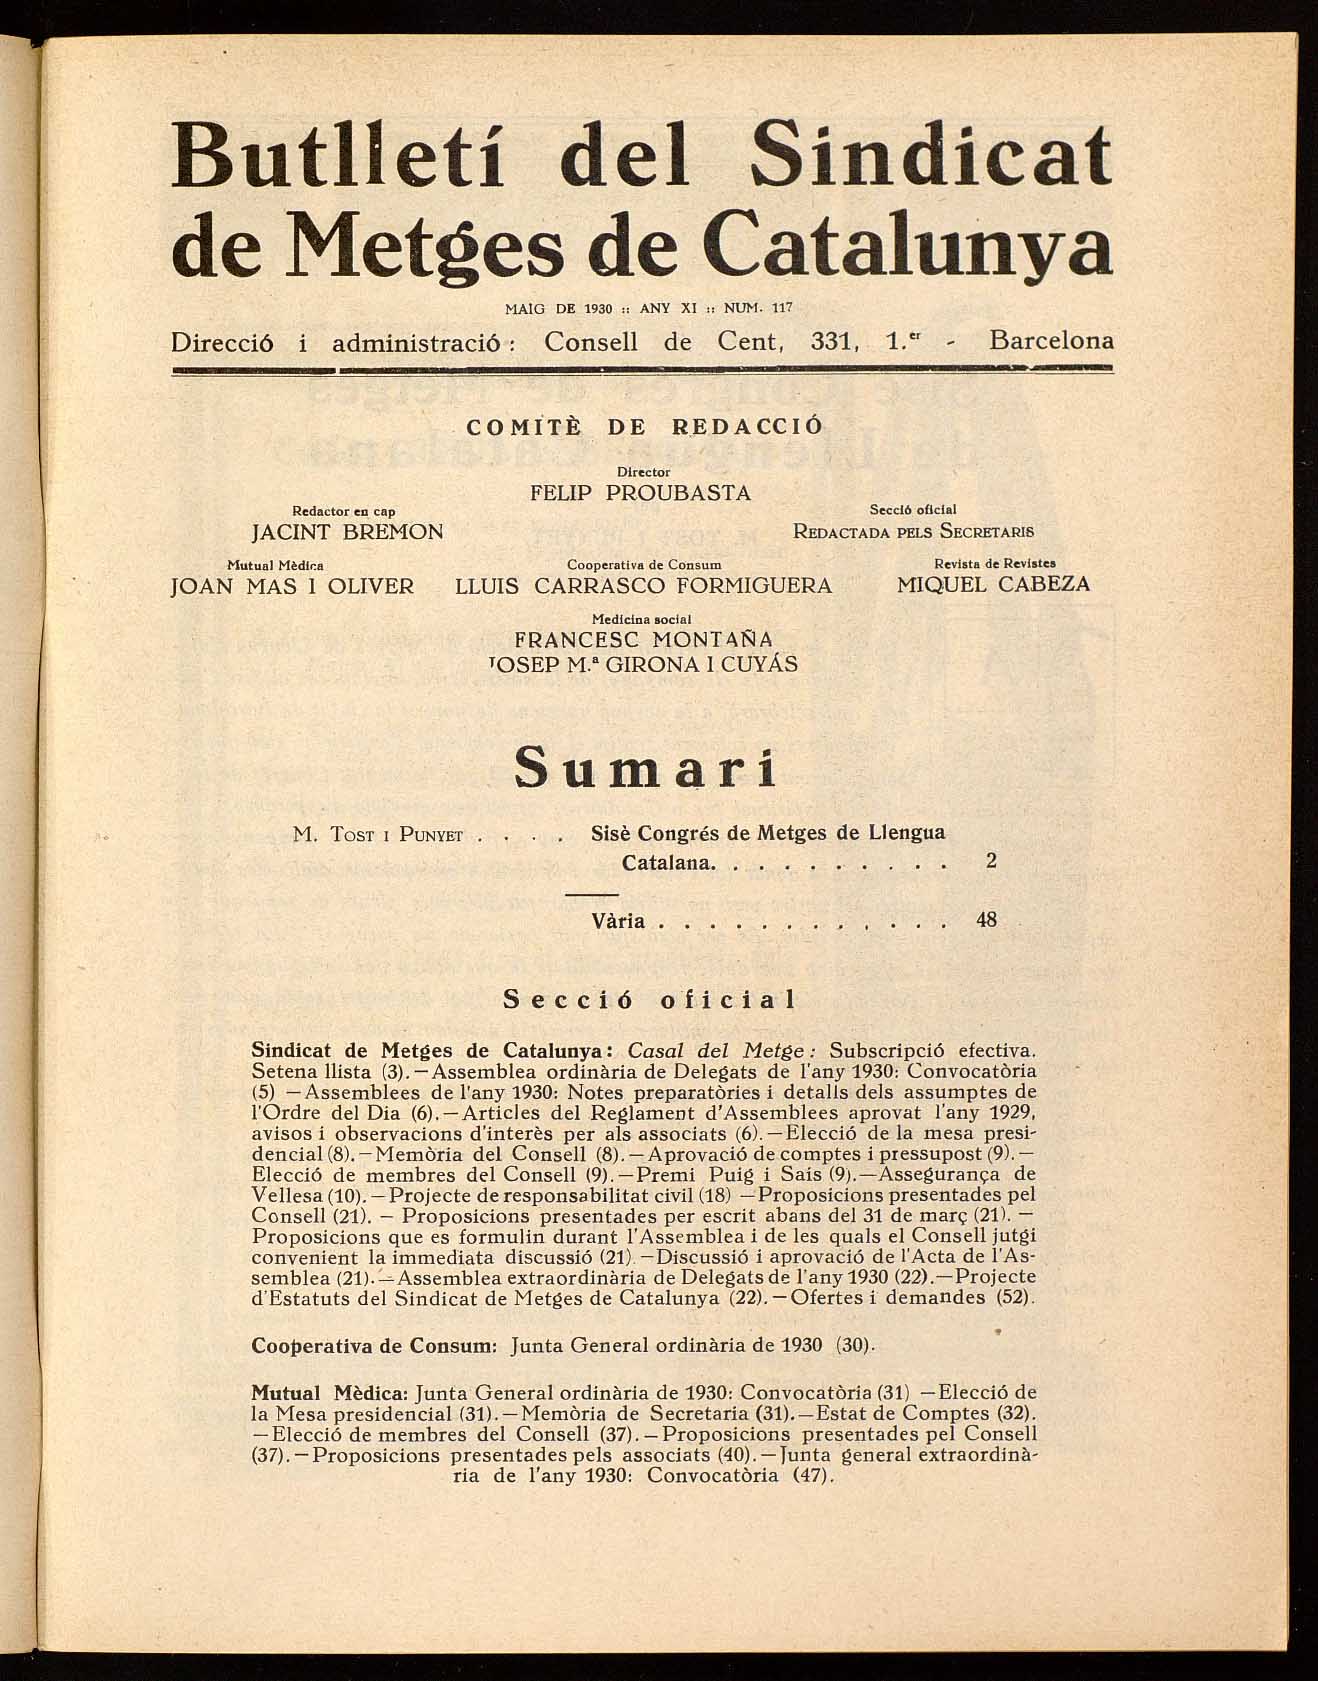 Butlletí del Sindicat
de Metges de Catalunya
MAIG DE 1930 :: ANY XI :: NUM. 117
Direcció i administració: Consell de Cent, 331, 1.er - Barcelona
COMITÈ DE REDACCIÓ
Director
FELIP PROUBASTA
Redactor en cap
JACINT BREMON
Secció oficial
REDACTADA PELS SECRETARIS
Mutual Mèdica
JOAN MAS I OLIVER
Cooperativa de Consum
LLUIS CARRASCO FORMIGUERA
Revista de Revistes
MIQUEL CABEZA
Medicina social
FRANCESC MONTAÑA
JOSEP M.ª GIRONA I CUYÁS
Sumari
M. TOST I PUNYET . . . . Sisè Congrés de Metges de Llengua
Catalana. . . . . . . . . . 2
Vària . . . . . . . . . . . . 48
Secció oficial
Sindicat de Metges de Catalunya: Casal del Metge: Subscripció efectiva.
Setena llista (3).—Assemblea ordinària de Delegats de l'any 1930: Convocatòria
(5) —Assemblees de l'any 1930: Notes preparatòries i detalls dels assumptes de
l'Ordre del Dia (6).—Articles del Reglament d'Assemblees aprovat l'any 1929,
avisos i observacions d'interès per als associats (6).—Elecció de la mesa presi-
dencial (8).—Memòria del Consell (8).—Aprovació de comptes i pressupost (9).—
Elecció de membres del Consell (9).—Premi Puig i Sais (9).—Assegurança de
Vellesa (10).—Projecte de responsabilitat civil (18) —Proposicions presentades pel
Consell (21). — Proposicions presentades per escrit abans del 31 de març (21). —
Proposicions que es formulin durant l'Assemblea i de les quals el Consell jutgi
convenient la immediata discussió (21). —Discussió i aprovació de l'Acta de l'As-
semblea (21).—Assemblea extraordinària de Delegats de l'any 1930 (22).—Projecte
d'Estatuts del Sindicat de Metges de Catalunya (22).—Ofertes i demandes (52).
Cooperativa de Consum: Junta General ordinària de 1930 (30).
Mutual Mèdica: Junta General ordinària de 1930: Convocatòria (31) —Elecció de
la Mesa presidencial (31).—Memòria de Secretaria (31).—Estat de Comptes (32).
—Elecció de membres del Consell (37).—Proposicions presentades pel Consell
(37).—Proposicions presentades pels associats (40).—Junta general extraordinà-
ria de l'any 1930: Convocatòria (47).